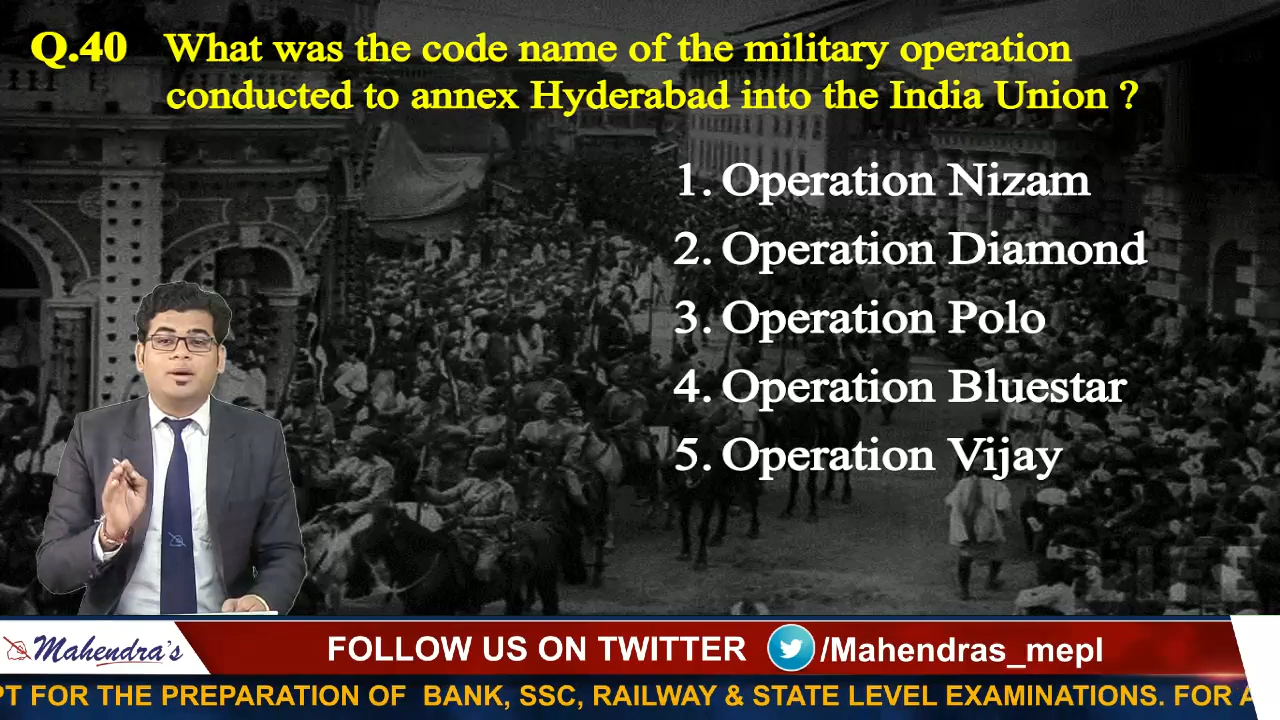 Q.40 What was the code name of the military operation
conducted to annex Hyderabad into the India Union ?
1. Operation Nizam
2. Operation Diamond
3. Operation Polo
4. Operation Bluestar
5. Operation Vijay
Mahendra's
FOLLOW US ON TWITTER /Mahendras_mepl
PT FOR THE PREPARATION OF BANK, SSC, RAILWAY & STATE LEVEL EXAMINATIONS. FOR A